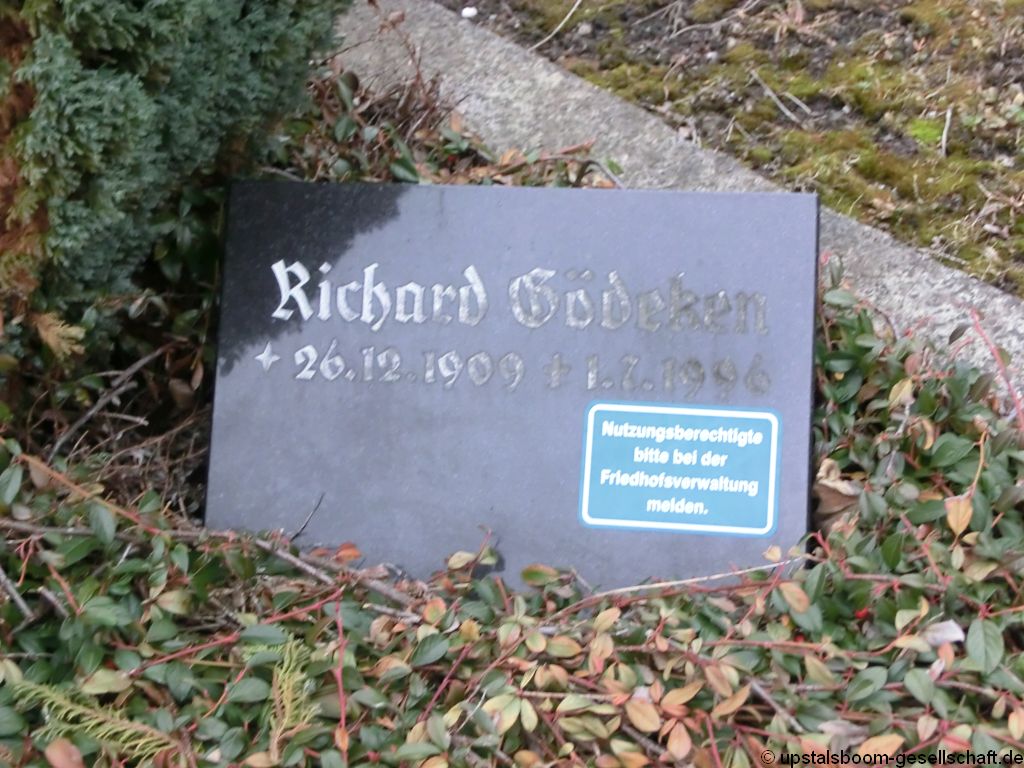 Richard Gödeken
✦ 26.12.1909 ✝ 1.7.1996
Nutzungsberechtigte
bitte bei der
Friedhofsverwaltung
melden.
© upstalsboom-gesellschaft.de